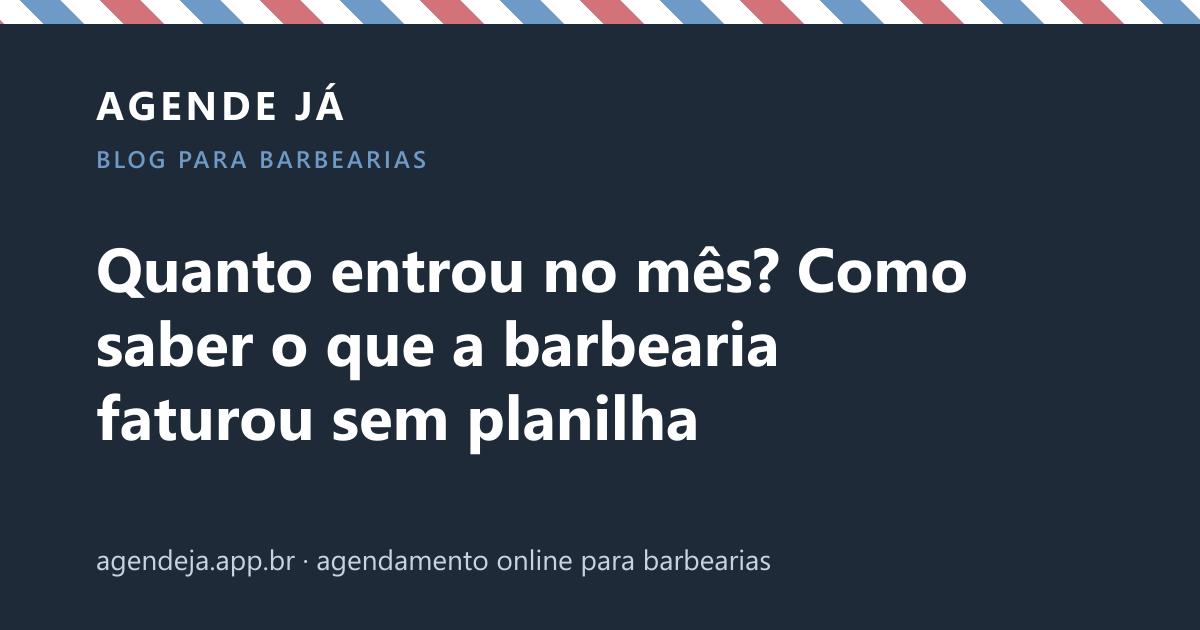 AGENDE JÁ
BLOG PARA BARBEARIAS
Quanto entrou no mês? Como
saber o que a barbearia
faturou sem planilha
agendeja.app.br · agendamento online para barbearias